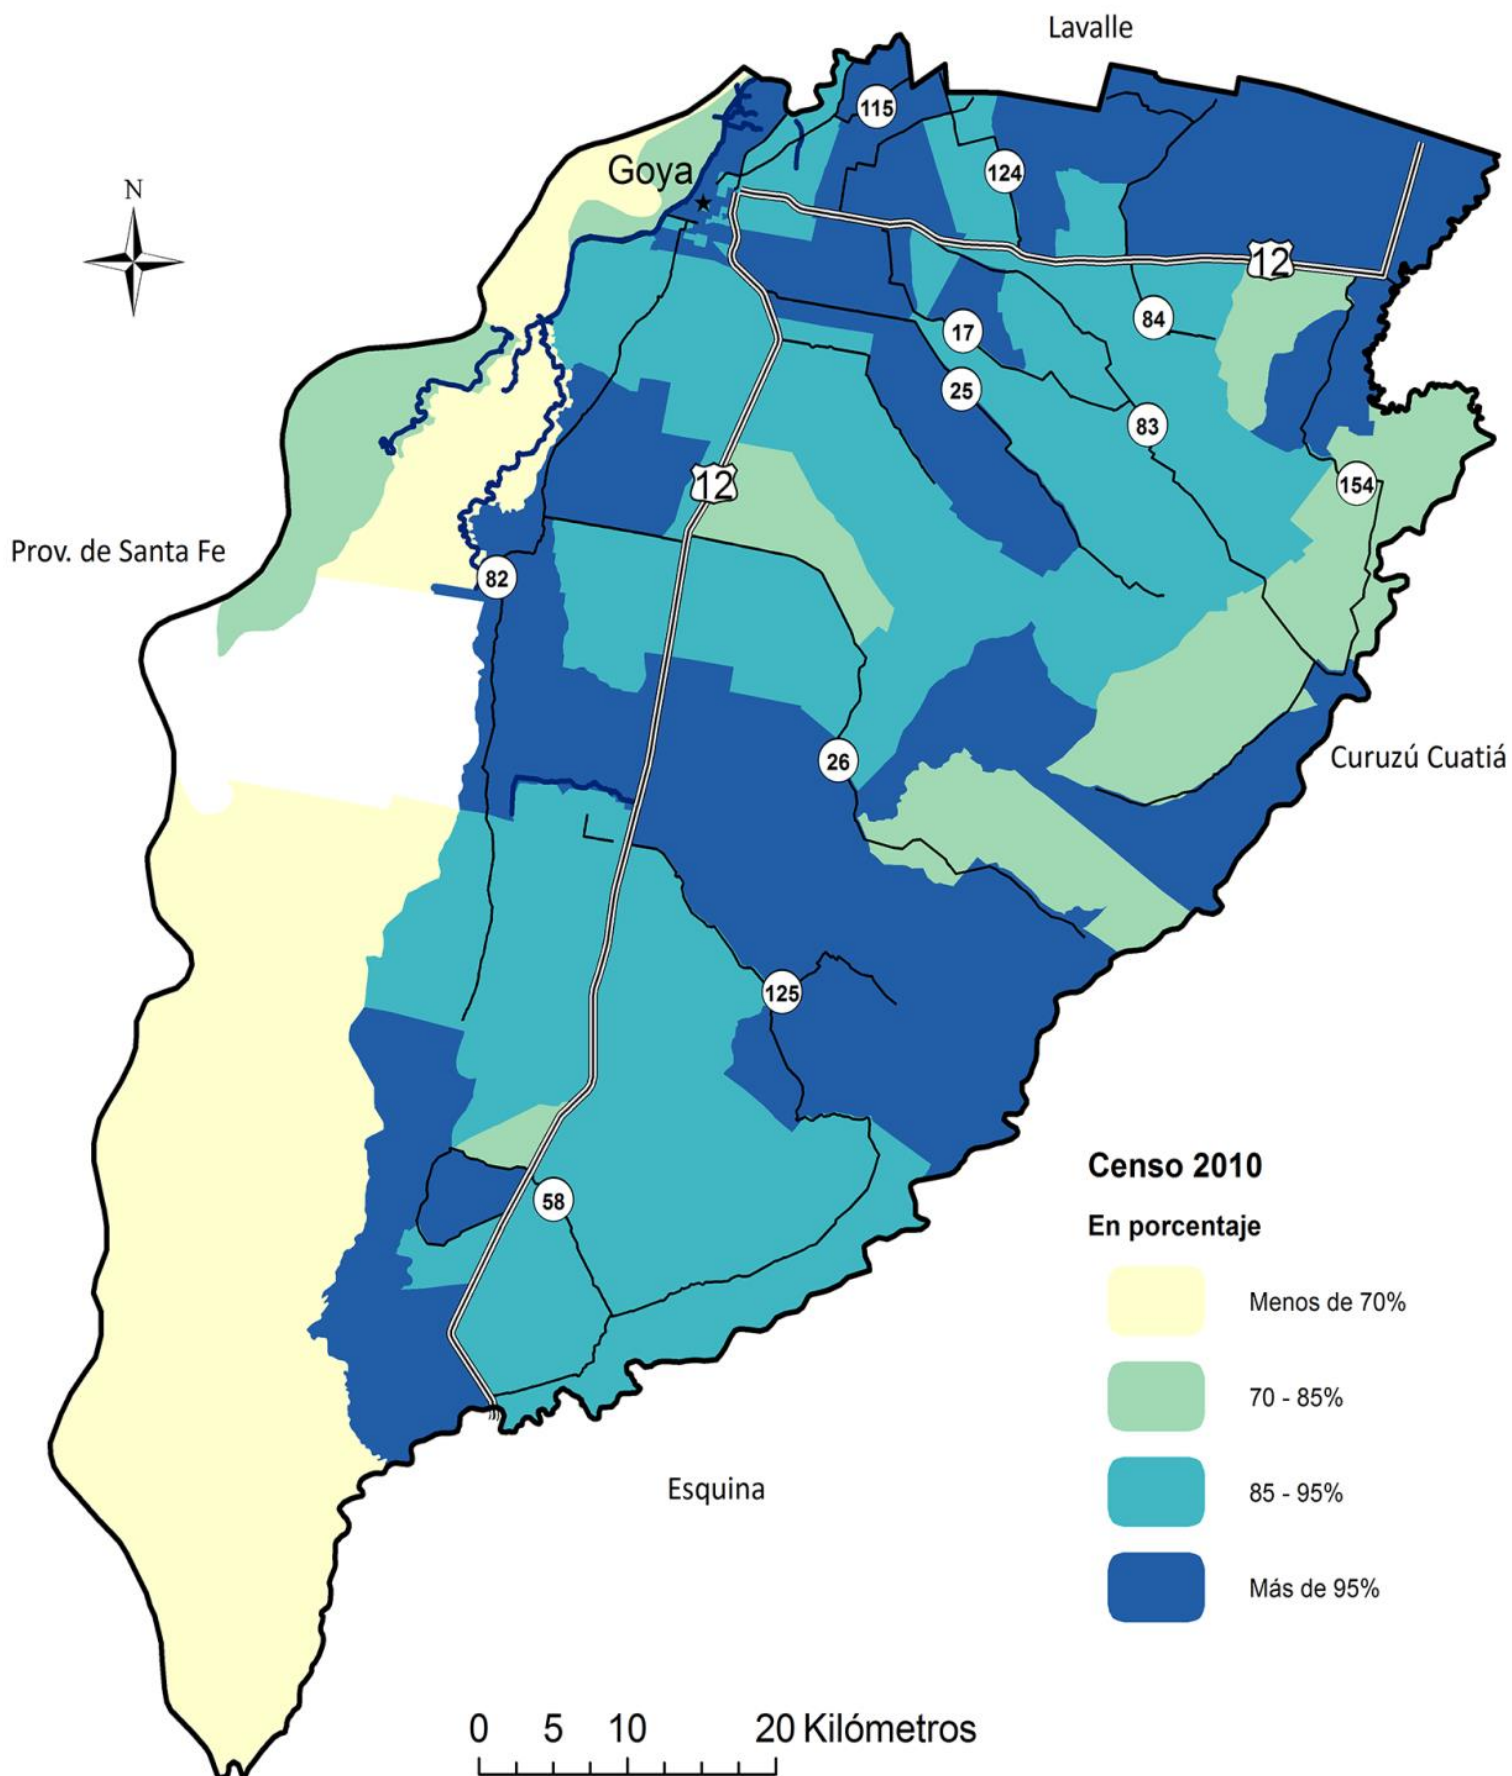 Lavalle
115
Goya
124
N
12
17
84
25
83
12
154
Prov. de Santa Fe
82
26
Curuzú Cuatiá
125
Censo 2010
58
En porcentaje
Menos de 70%
70 - 85%
Esquina
85 - 95%
Más de 95%
0 5 10 20 Kilómetros